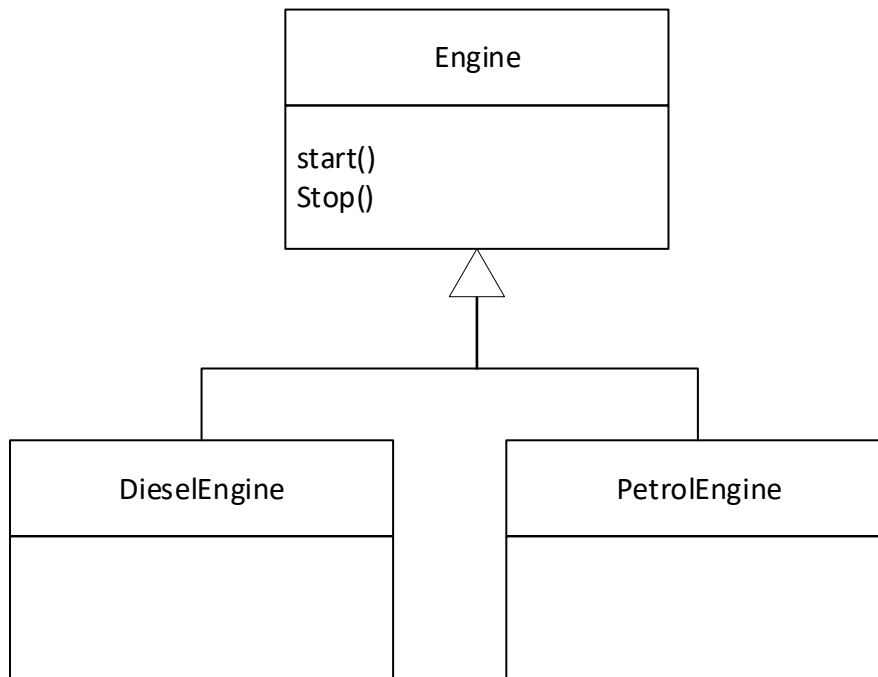 Engine
start()
Stop()
DieselEngine
PetrolEngine